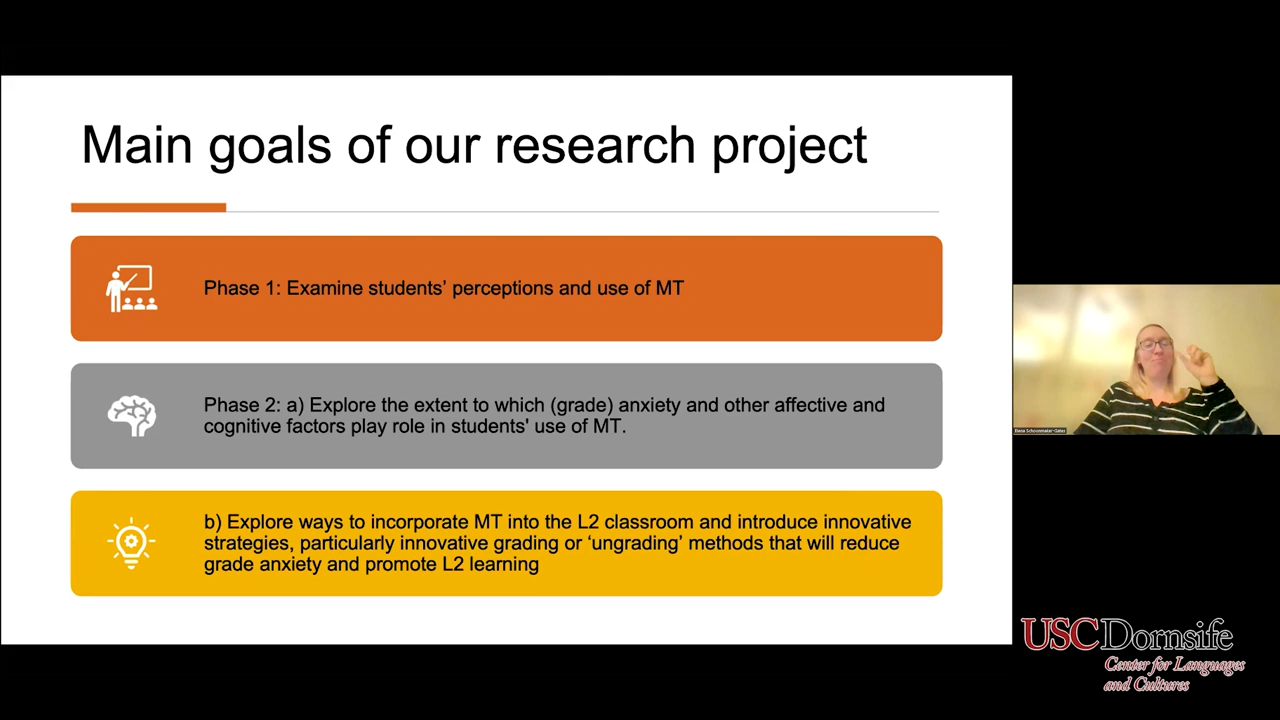 Main goals of our research project
Phase 1: Examine students’ perceptions and use of MT
Phase 2: a) Explore the extent to which (grade) anxiety and other affective and
cognitive factors play role in students' use of MT.
b) Explore ways to incorporate MT into the L2 classroom and introduce innovative
strategies, particularly innovative grading or ‘ungrading’ methods that will reduce
grade anxiety and promote L2 learning
Elena Schoonmaker-Gates
USC Dornsife
Center for Languages
and Cultures